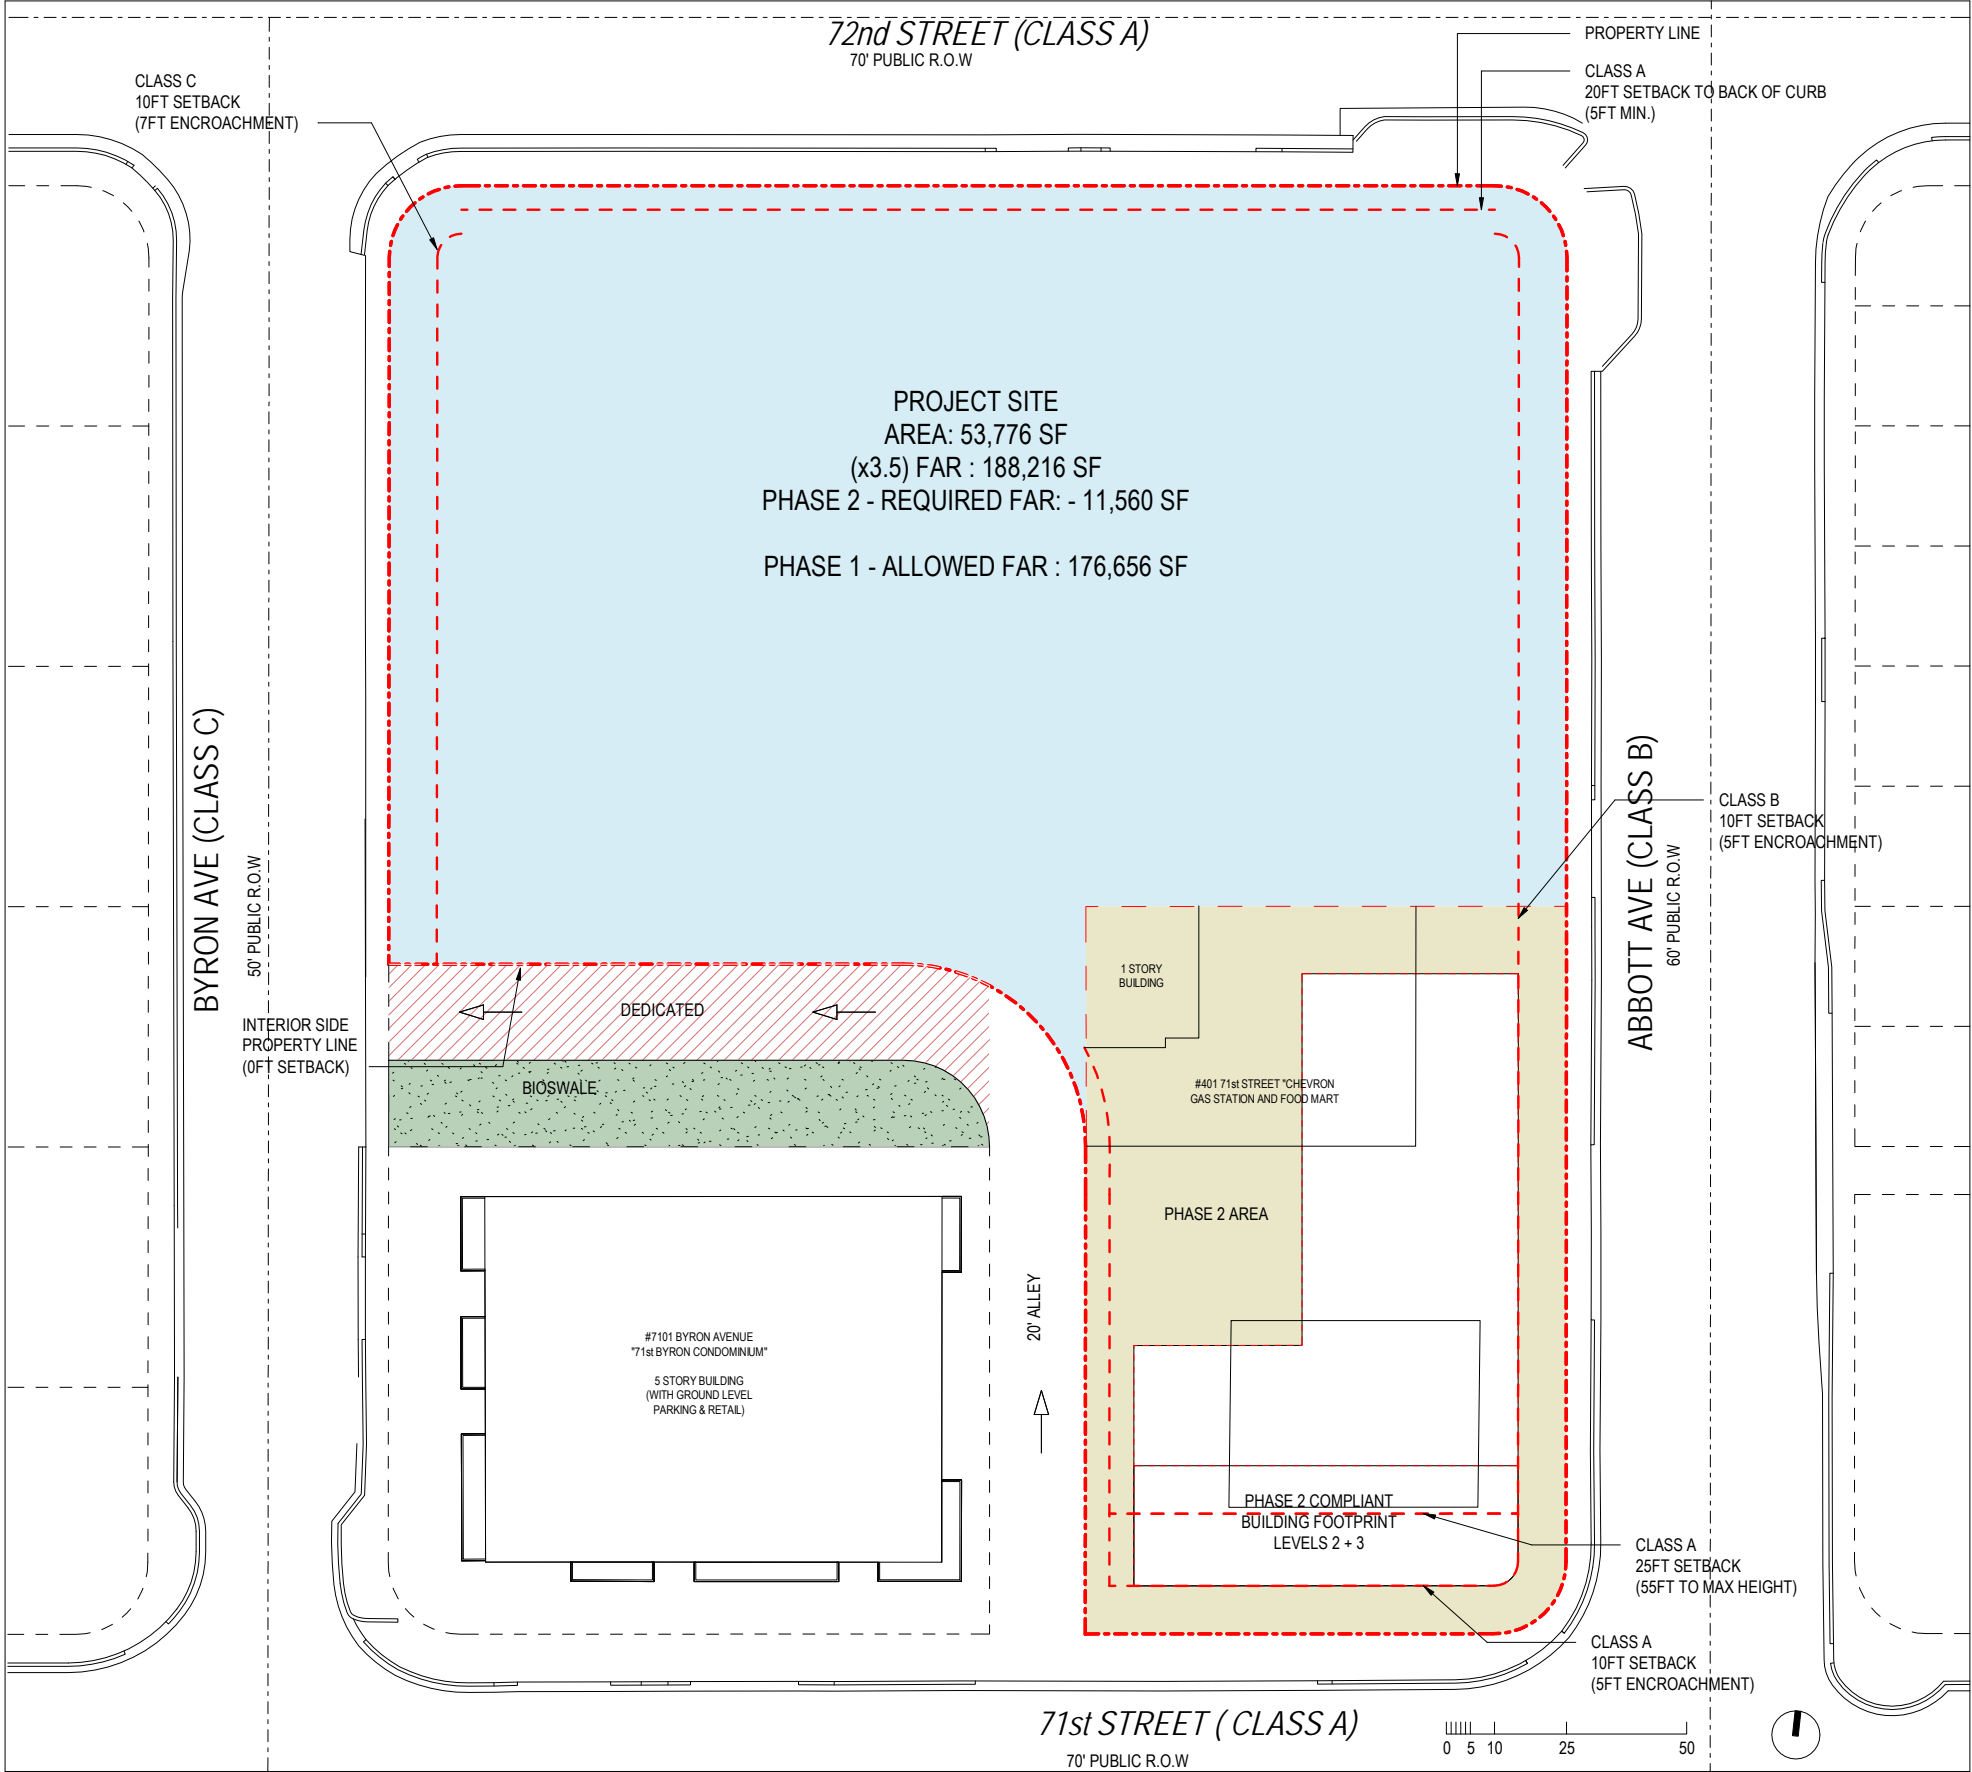 72nd STREET (CLASS A)
70' PUBLIC R.O.W
PROPERTY LINE
CLASS A
20FT SETBACK TO BACK OF CURB
(5FT MIN.)
CLASS C
10FT SETBACK
(7FT ENCROACHMENT)
PROJECT SITE
AREA: 53,776 SF
(x3.5) FAR : 188,216 SF
PHASE 2 - REQUIRED FAR: - 11,560 SF
PHASE 1 - ALLOWED FAR : 176,656 SF
BYRON AVE (CLASS C)
50' PUBLIC R.O.W
ABBOTT AVE (CLASS B)
60' PUBLIC R.O.W
CLASS B
10FT SETBACK
(5FT ENCROACHMENT)
1 STORY
BUILDING
DEDICATED
INTERIOR SIDE
PROPERTY LINE
(0FT SETBACK)
BIOSWALE
#401 71st STREET "CHEVRON
GAS STATION AND FOOD MART
PHASE 2 AREA
20' ALLEY
#7101 BYRON AVENUE
"71st BYRON CONDOMINIUM"
5 STORY BUILDING
(WITH GROUND LEVEL
PARKING & RETAIL)
PHASE 2 COMPLIANT
BUILDING FOOTPRINT
LEVELS 2 + 3
CLASS A
25FT SETBACK
(55FT TO MAX HEIGHT)
CLASS A
10FT SETBACK
(5FT ENCROACHMENT)
71st STREET ( CLASS A)
70' PUBLIC R.O.W
0 5 10 25 50